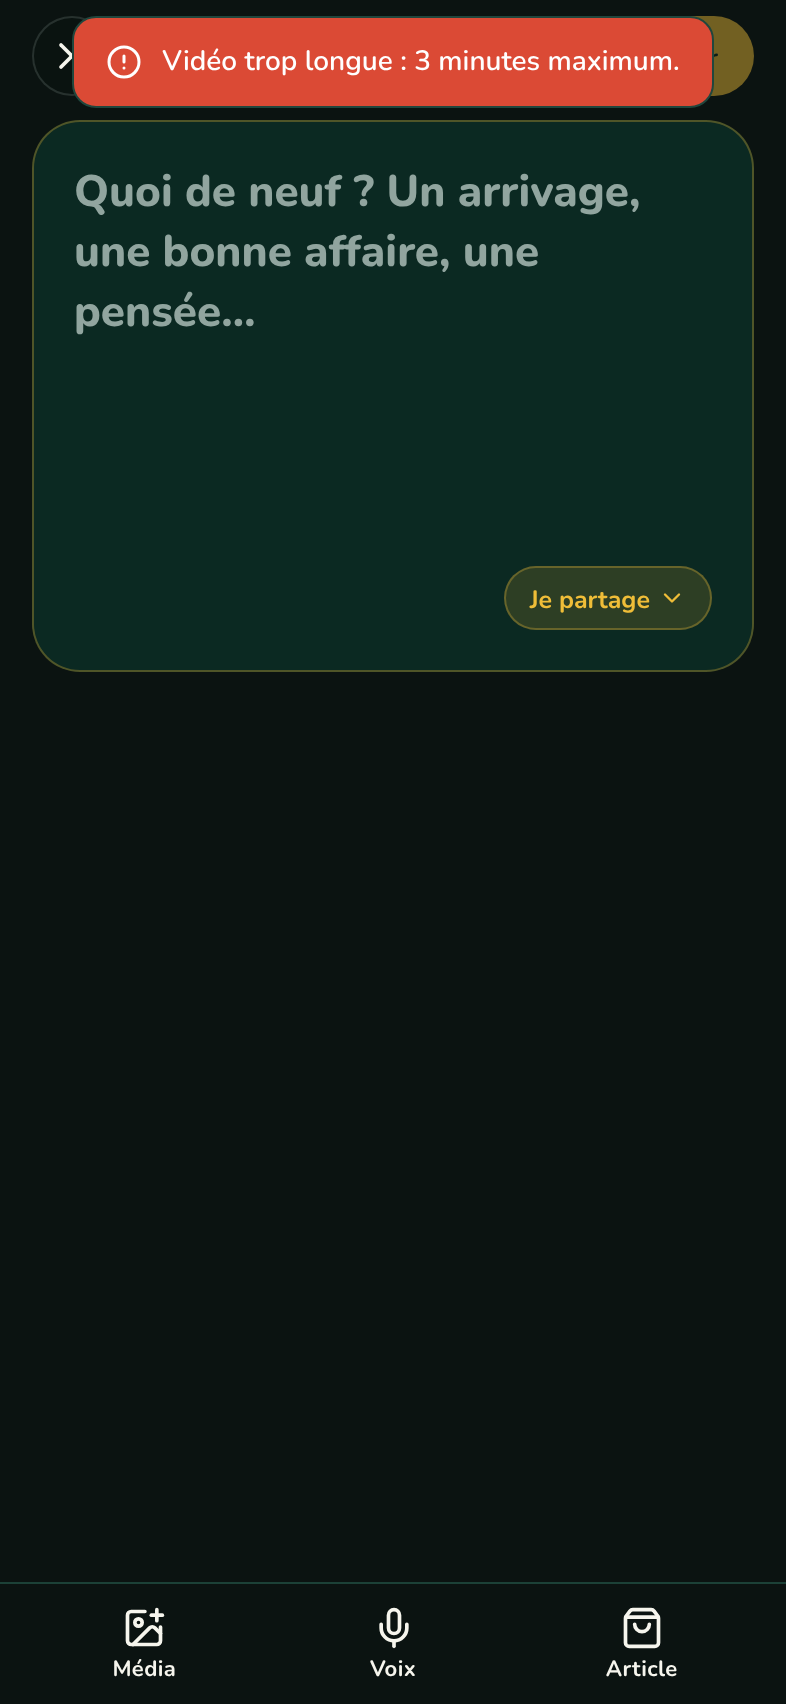 Vidéo trop longue : 3 minutes maximum.
Quoi de neuf ? Un arrivage,
une bonne affaire, une
pensée...
Je partage
Média
Voix
Article